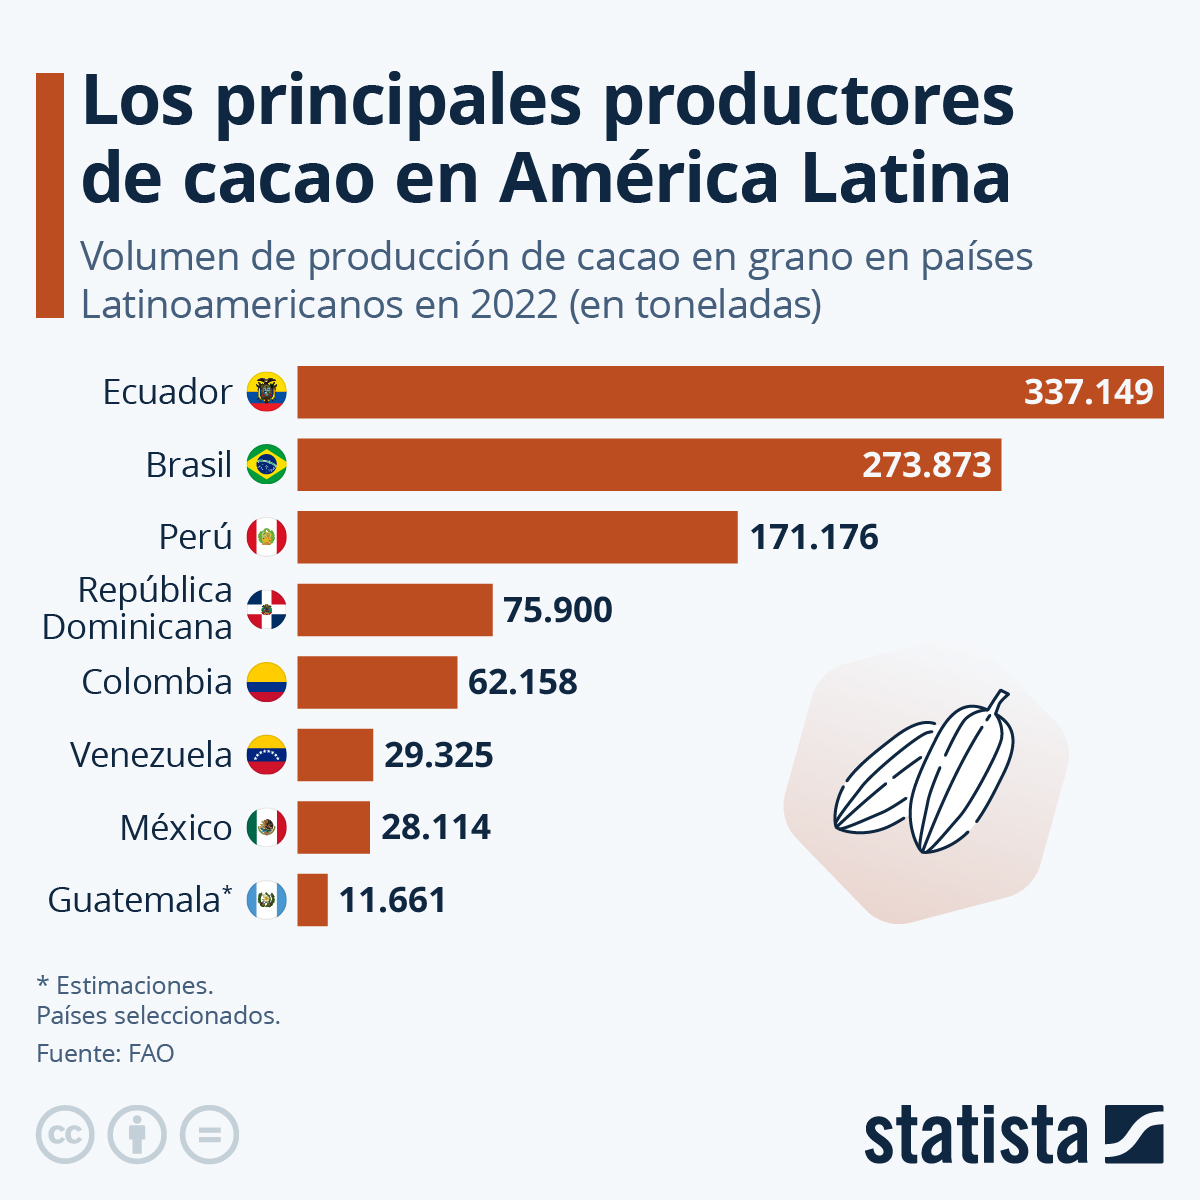 Los principales productores
de cacao en América Latina
Volumen de producción de cacao en grano en países
Latinoamericanos en 2022 (en toneladas)
Ecuador 337.149
Brasil 273.873
Perú 171.176
República
Dominicana 75.900
Colombia 62.158
Venezuela 29.325
México 28.114
Guatemala* 11.661
* Estimaciones.
Países seleccionados.
Fuente: FAO
cc =
statista